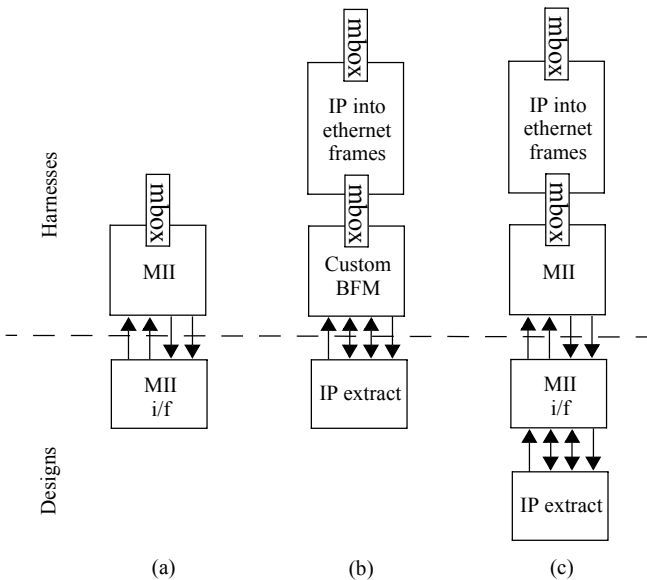 Harnesses
Designs
mbox
MII
MII
i/f
(a)
mbox
IP into
ethernet
frames
mbox
Custom
BFM
IP extract
(b)
mbox
IP into
ethernet
frames
mbox
MII
MII
i/f
IP extract
(c)